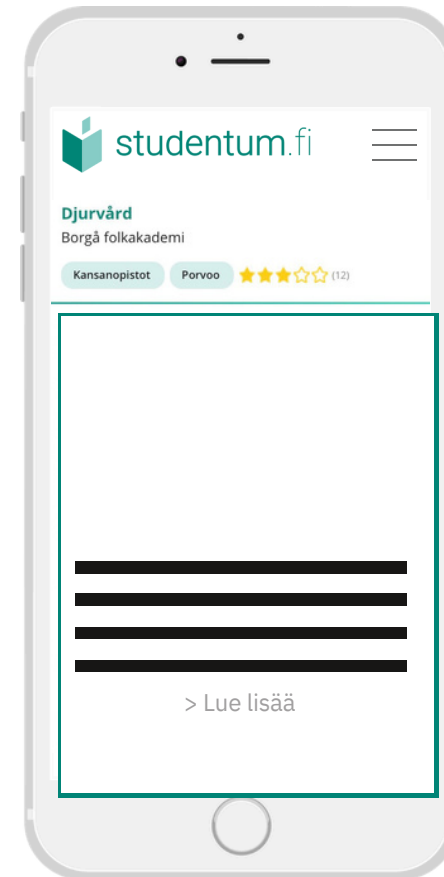 studentum.fi
Djurvård
Borgå folkakademi
Kansanopistot Porvoo (12)
> Lue lisää